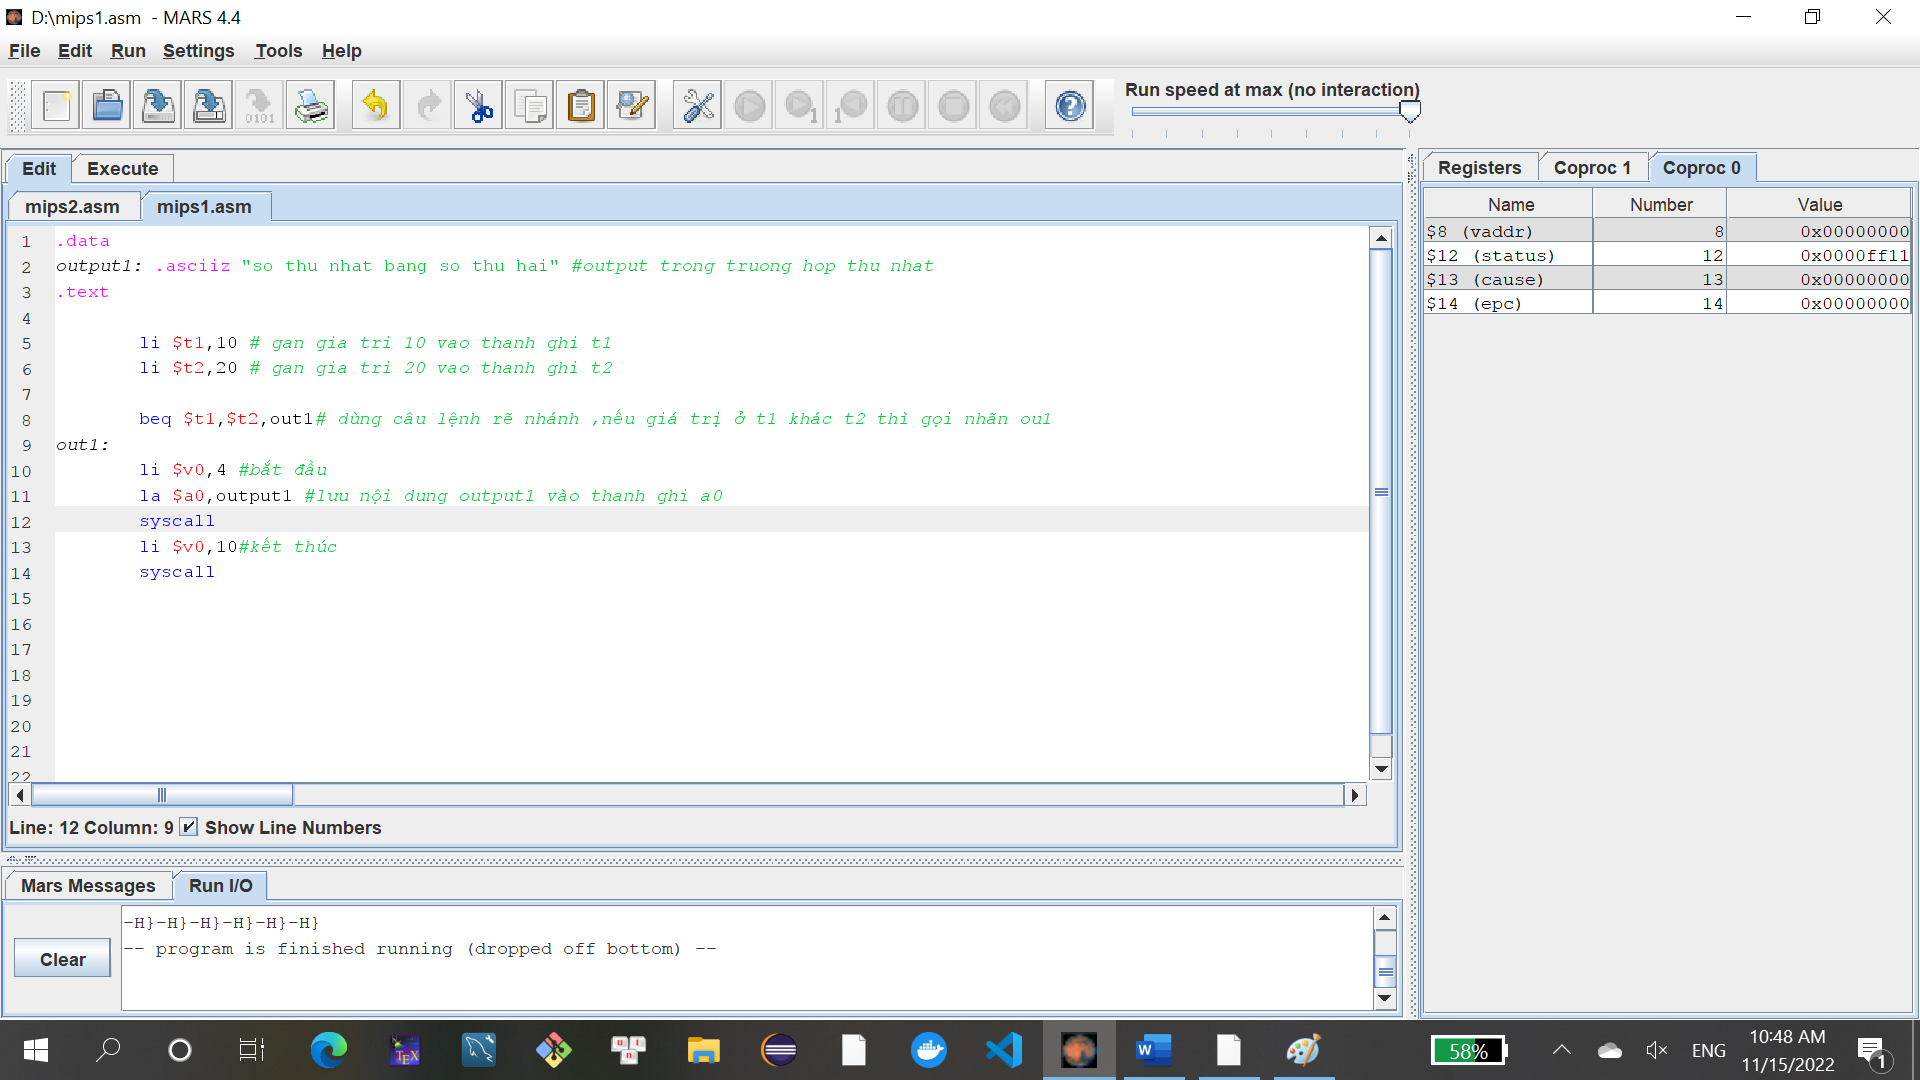 D:\mips1.asm - MARS 4.4
File Edit Run Settings Tools Help
Run speed at max (no interaction)
Edit Execute
mips2.asm mips1.asm
1 .data
2 output1: .asciiz "so thu nhat bang so thu hai" #output trong truong hop thu nhat
3 .text
4
5 li $t1,10 # gan gia tri 10 vao thanh ghi t1
6 li $t2,20 # gan gia tri 20 vao thanh ghi t2
7
8 beq $t1,$t2,out1# dùng câu lệnh rẽ nhánh ,nếu giá trị ở t1 khác t2 thì gọi nhãn ou1
9 out1:
10 li $v0,4 #bắt đầu
11 la $a0,output1 #lưu nội dung output1 vào thanh ghi a0
12 syscall
13 li $v0,10#kết thúc
14 syscall
15
16
17
18
19
20
21
22
Line: 12 Column: 9 Show Line Numbers
Mars Messages Run I/O
Clear
-H}-H}-H}-H}-H}-H}
-- program is finished running (dropped off bottom) --
Registers Coproc 1 Coproc 0
Name Number Value
$8 (vaddr) 8 0x00000000
$12 (status) 12 0x0000ff11
$13 (cause) 13 0x00000000
$14 (epc) 14 0x00000000
58%
ENG
10:48 AM
11/15/2022
1